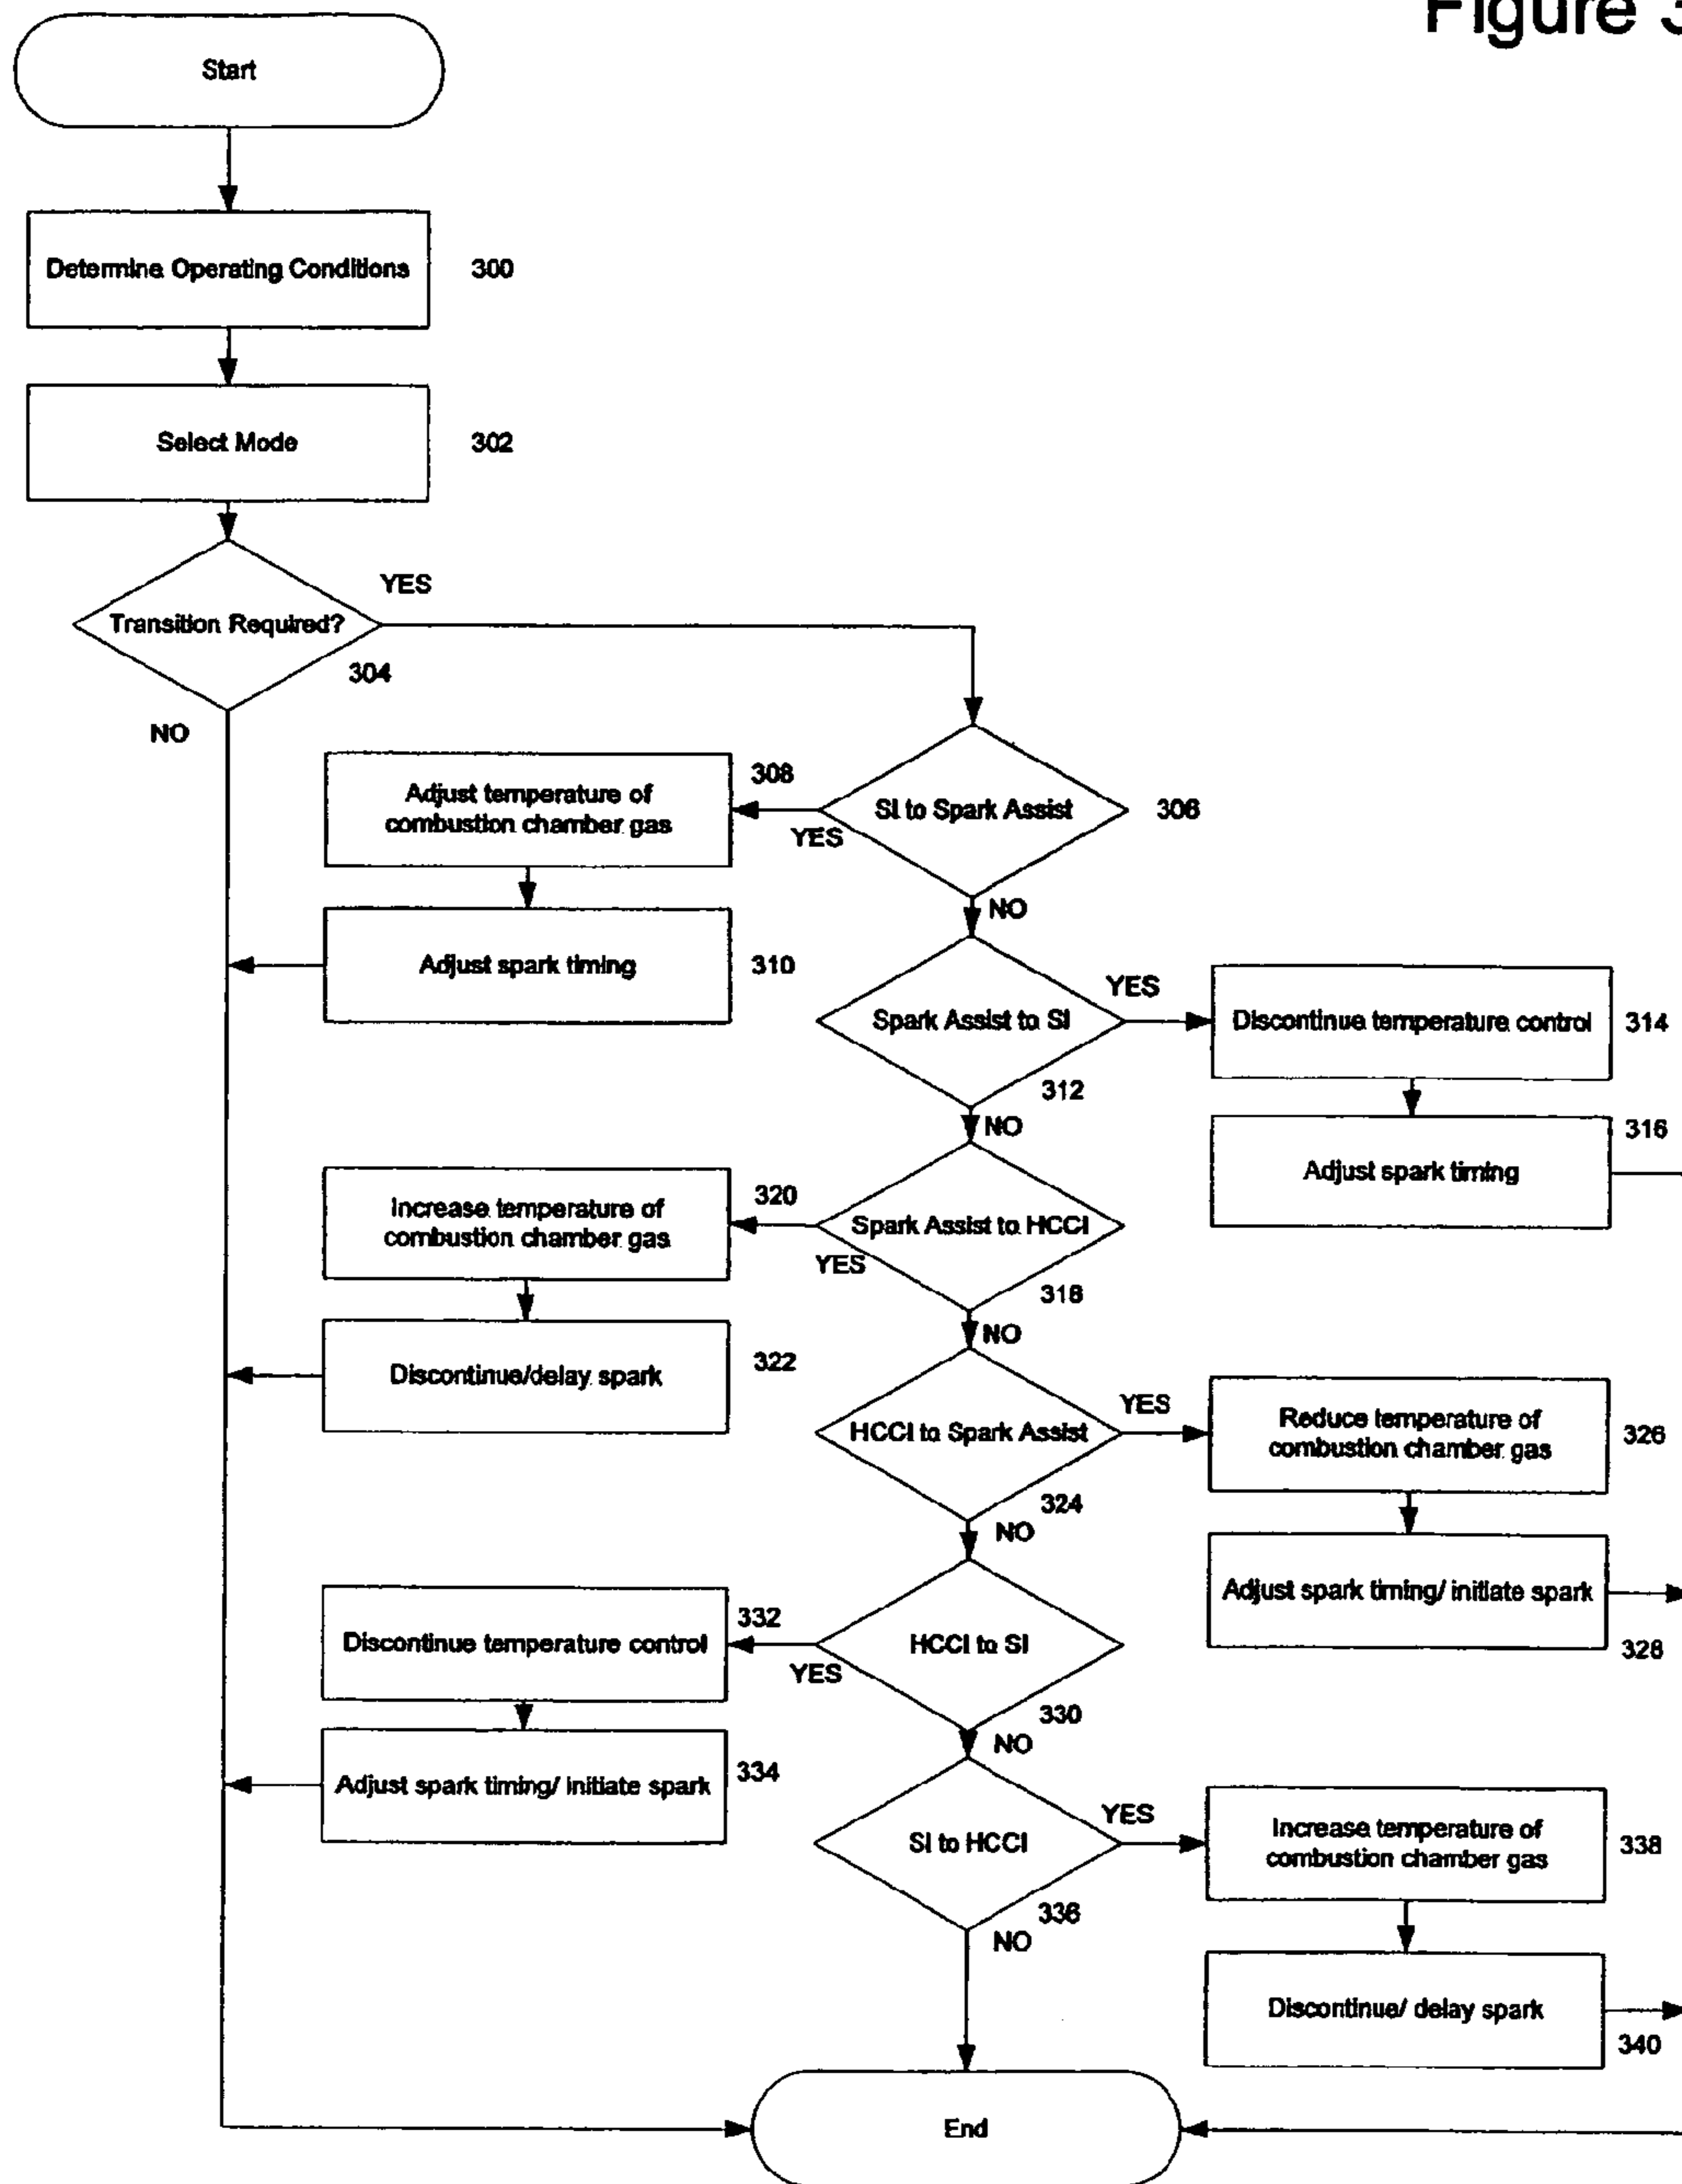 Figure 3
Start
Determine Operating Conditions
300
Select Mode
302
YES
Transition Required?
304
NO
308
Adjust temperature of
combustion chamber gas
YES
SI to Spark Assist
306
NO
Adjust spark timing
310
YES
Spark Assist to SI
Discontinue temperature control
314
312
NO
316
Adjust spark timing
320
Increase temperature of
combustion chamber gas
Spark Assist to HCCI
YES
318
NO
Discontinue/delay spark
322
YES
HCCI to Spark Assist
Reduce temperature of
combustion chamber gas
326
324
NO
Adjust spark timing/ initiate spark
328
332
Discontinue temperature control
YES
HCCI to SI
330
NO
Adjust spark timing/ initiate spark
334
YES
SI to HCCI
Increase temperature of
combustion chamber gas
338
336
NO
Discontinue/ delay spark
340
End